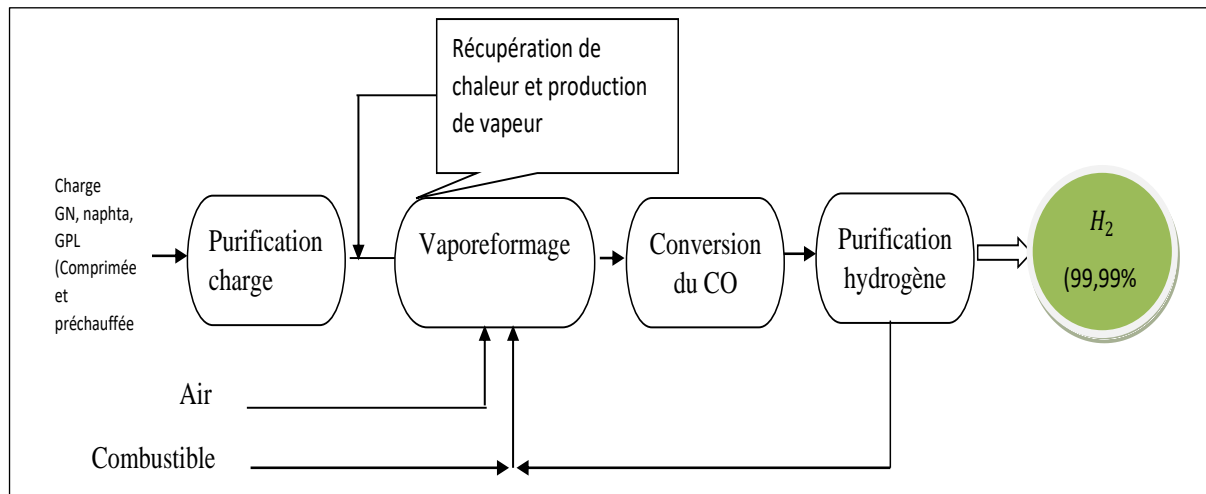 Récupération de
chaleur et production
de vapeur
Charge
GN, naphta,
GPL
(Comprimée
et
préchauffée
Purification
charge
Vaporeformage
Conversion
du CO
Purification
hydrogène
H₂
(99,99%
Air
Combustible